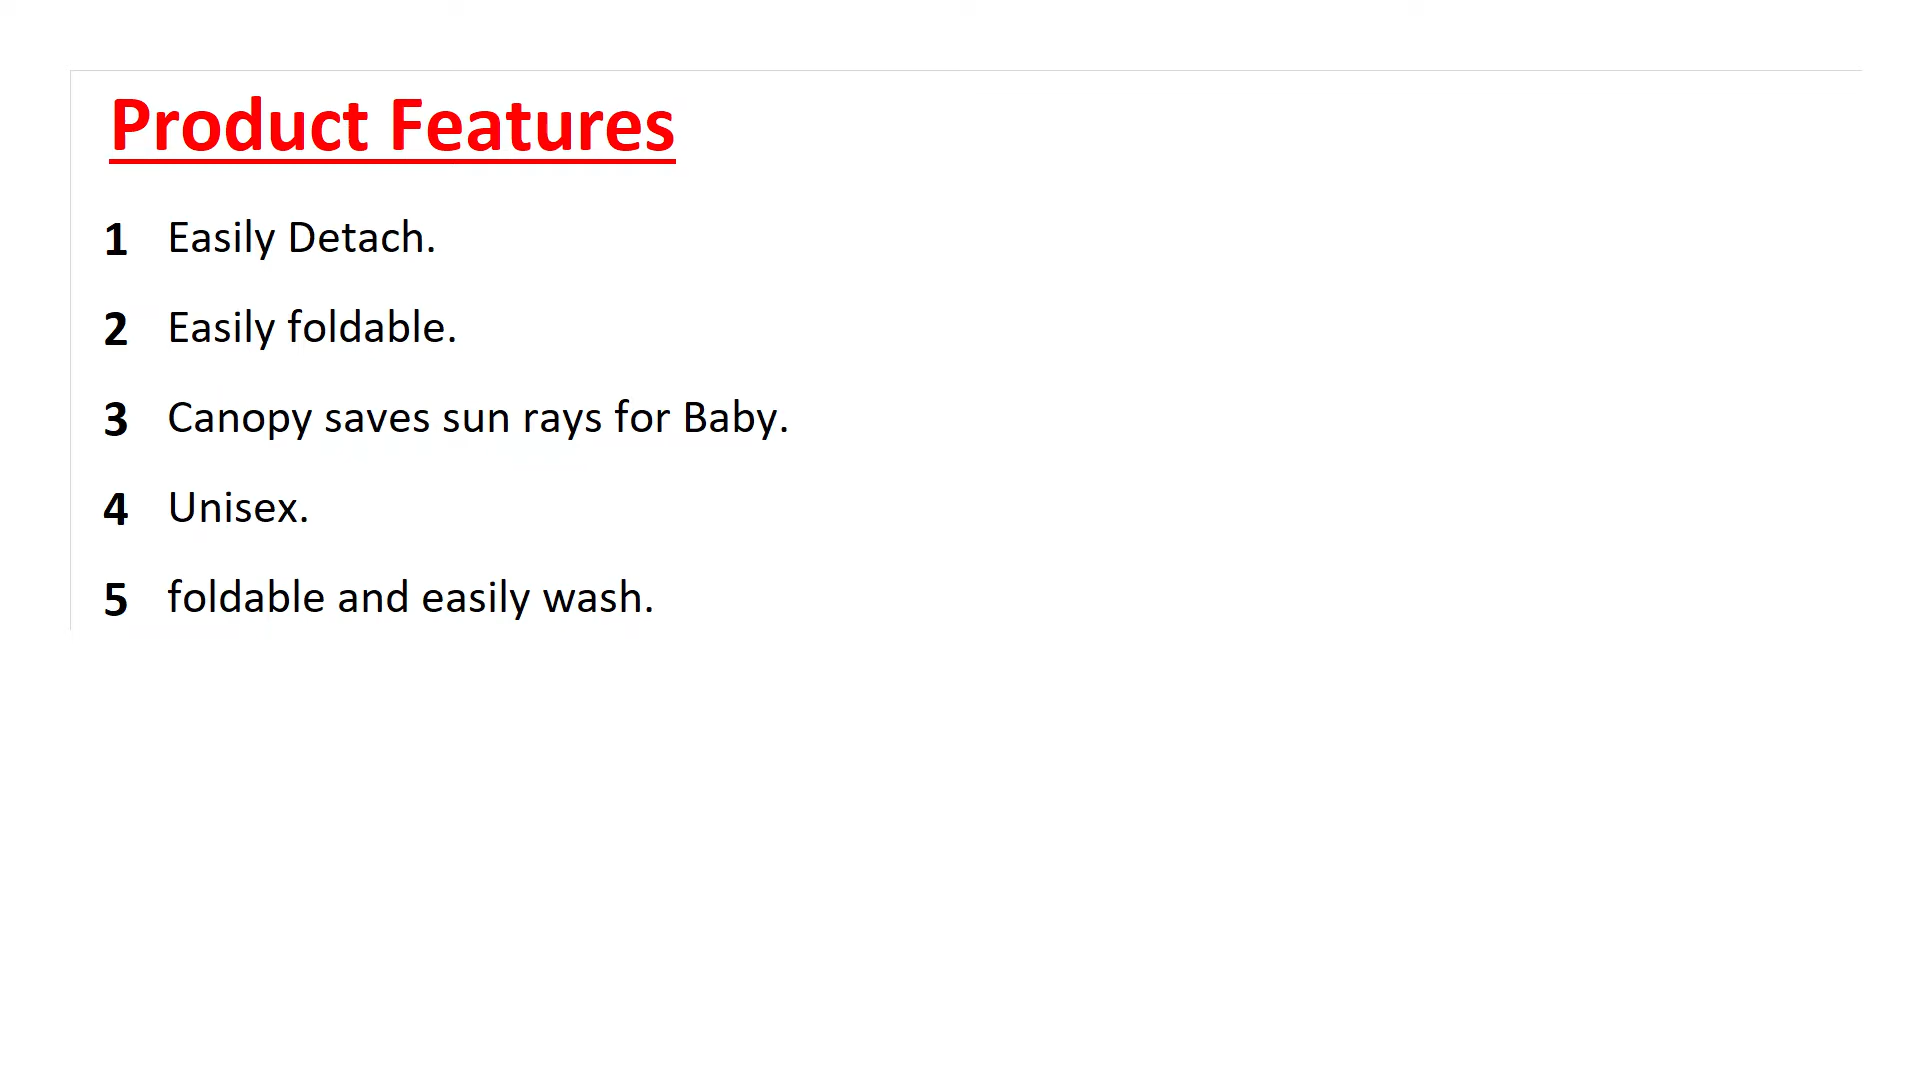 Product Features
1 Easily Detach.
2 Easily foldable.
3 Canopy saves sun rays for Baby.
4 Unisex.
5 foldable and easily wash.